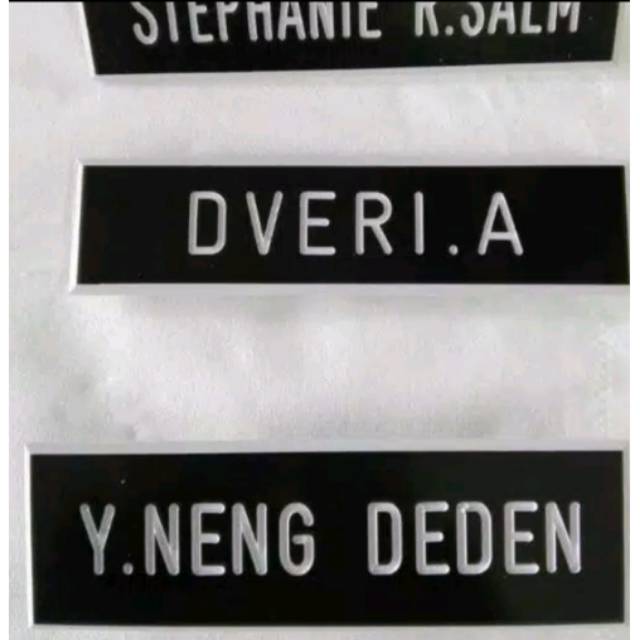 STEPHANIE R.SALM
DVERI.A
Y.NENG DEDEN